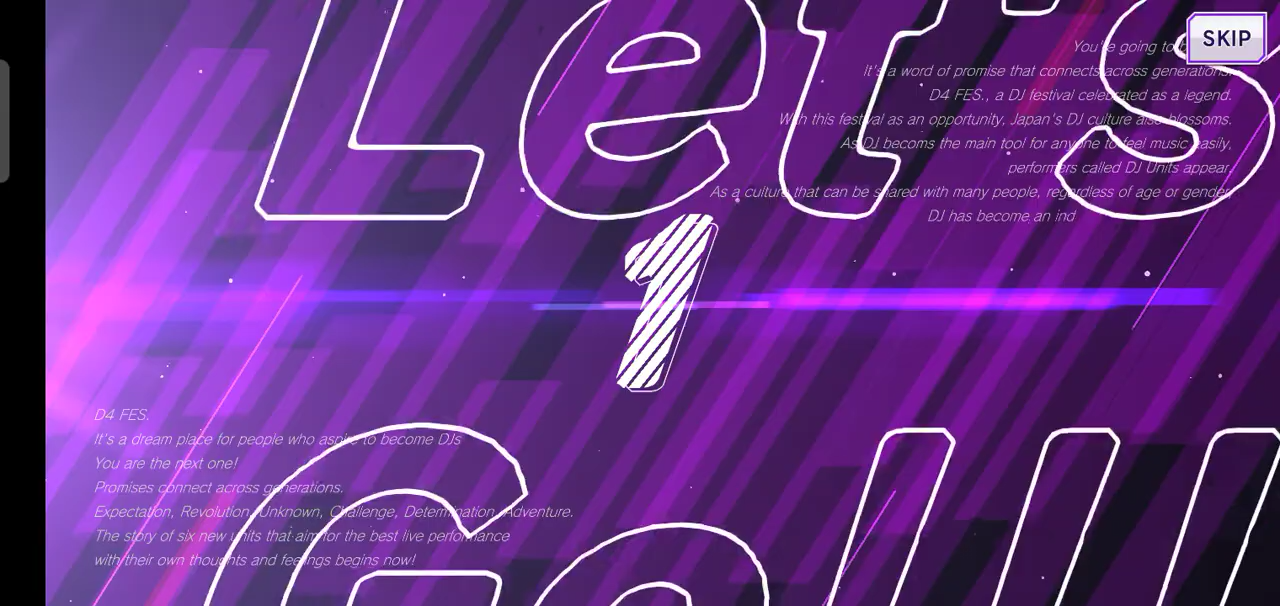 Let's
SKIP
You're going to
It's a word of promise that connects across generations.
D4 FES., a DJ festival celebrated as a legend.
With this festival as an opportunity, Japan's DJ culture also blossoms.
As DJ becoms the main tool for anyone to feel music easily,
performers called DJ Units appear.
As a culture that can be shared with many people, regardless of age or gender,
DJ has become an ind
1
D4 FES.
It's a dream place for people who aspire to become DJs
You are the next one!
Promises connect across generations.
Expectation, Revolution, Unknown, Challenge, Determination, Adventure.
The story of six new units that aim for the best live performance
with their own thoughts and feelings begins now!
Go!!!